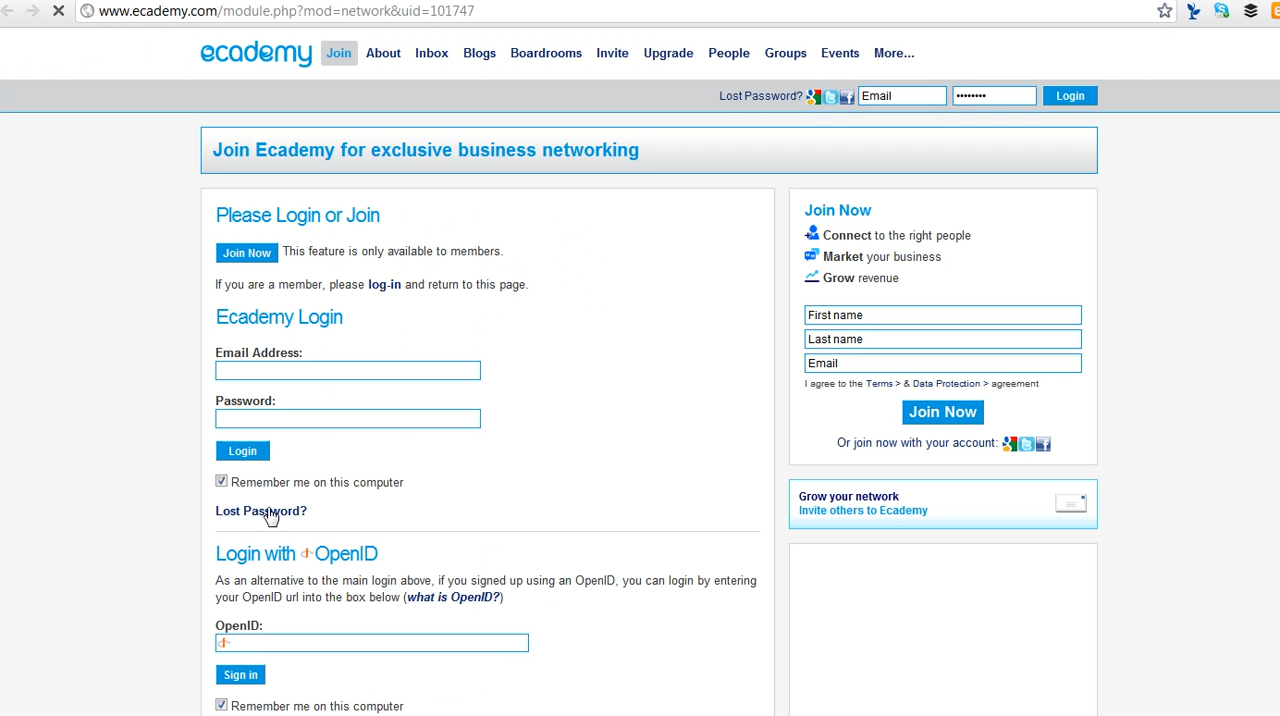 www.ecademy.com/module.php?mod=network&uid=101747
ecademy Join About Inbox Blogs Boardrooms Invite Upgrade People Groups Events More...
Lost Password? Email •••••••• Login
Join Ecademy for exclusive business networking
Please Login or Join
Join Now This feature is only available to members.
If you are a member, please log-in and return to this page.
Ecademy Login
Email Address:
Password:
Login
Remember me on this computer
Lost Password?
Login with OpenID
As an alternative to the main login above, if you signed up using an OpenID, you can login by entering
your OpenID url into the box below (what is OpenID?)
OpenID:
Sign in
Remember me on this computer
Join Now
Connect to the right people
Market your business
Grow revenue
First name
Last name
Email
I agree to the Terms > & Data Protection > agreement
Join Now
Or join now with your account:
Grow your network
Invite others to Ecademy